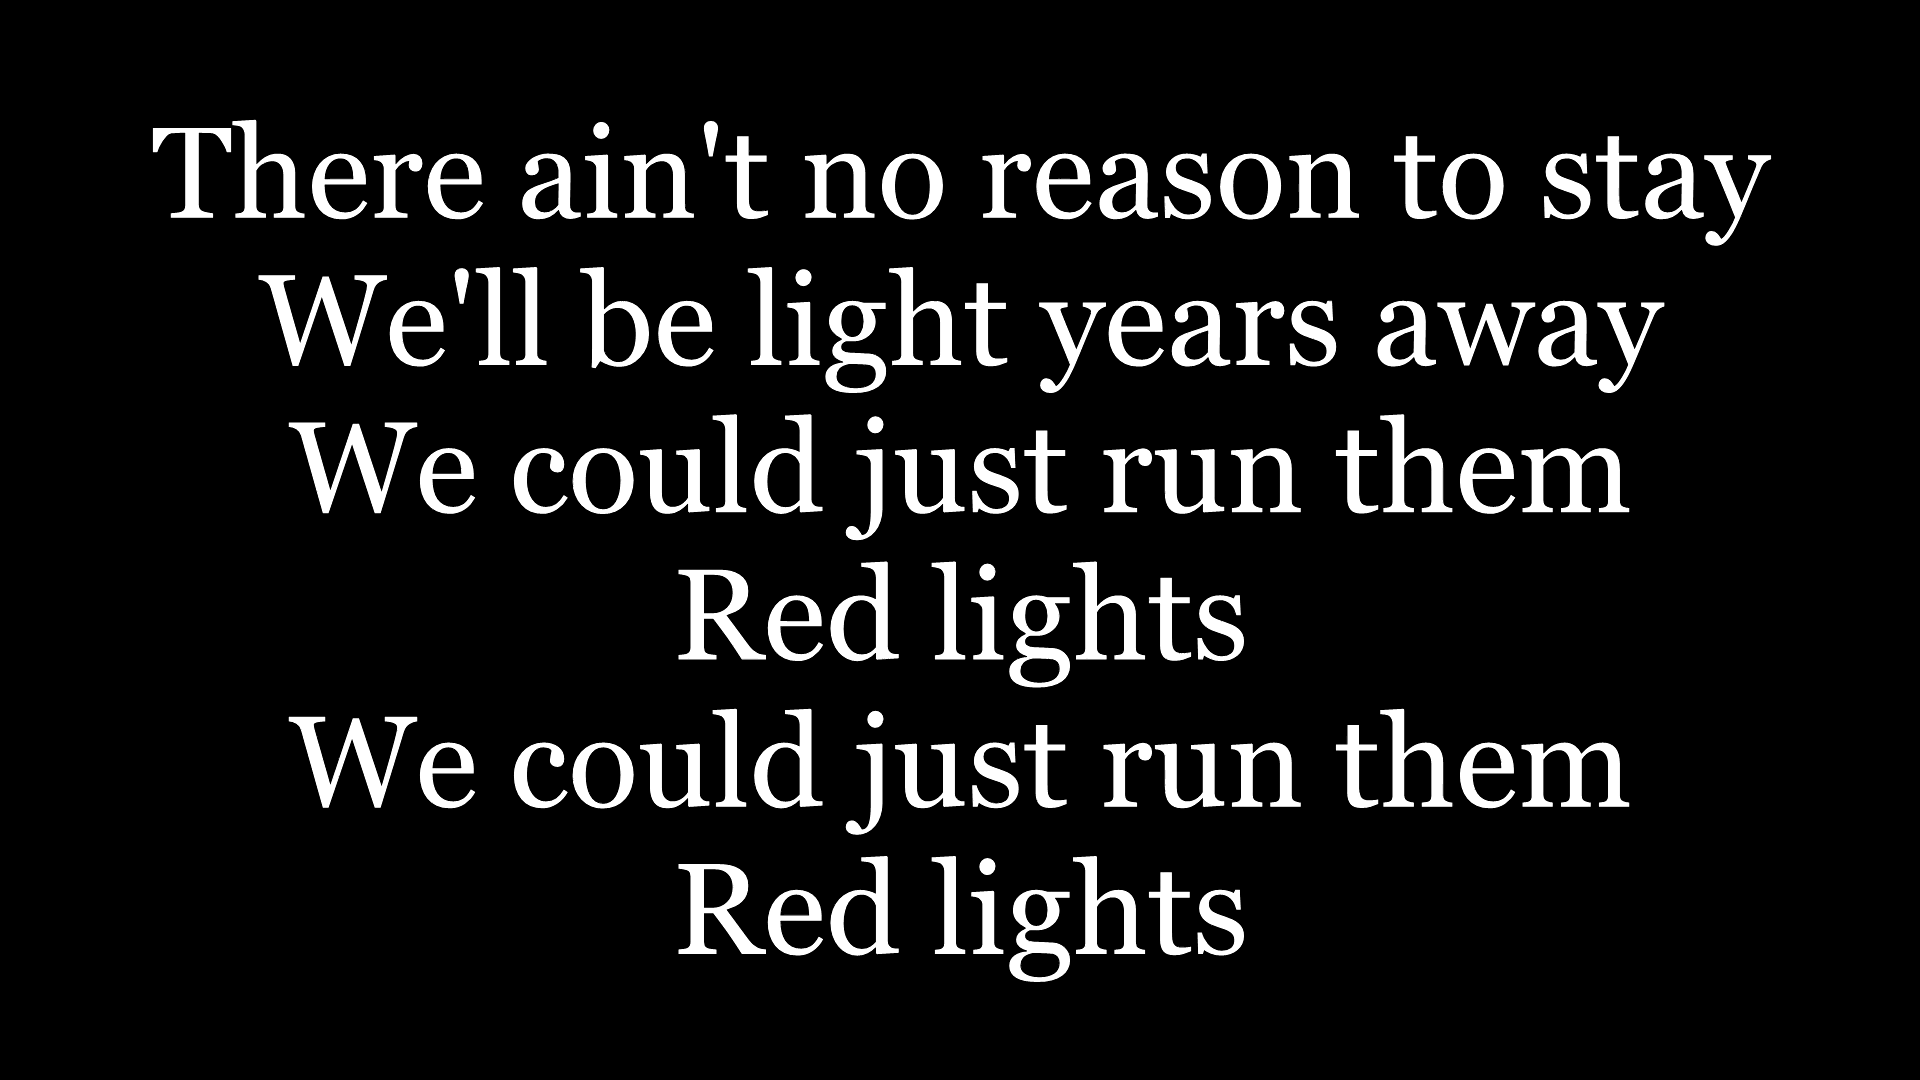 There ain't no reason to stay
We'll be light years away
We could just run them
Red lights
We could just run them
Red lights